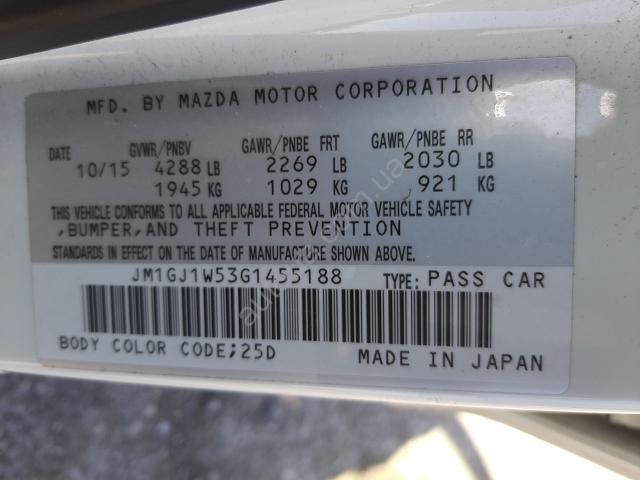 MFD. BY MAZDA MOTOR CORPORATION
DATE GVWR/PNBV GAWR/PNBE FRT GAWR/PNBE RR
10/15 4288 LB 2269 LB 2030 LB
1945 KG 1029 KG 921 KG
THIS VEHICLE CONFORMS TO ALL APPLICABLE FEDERAL MOTOR VEHICLE SAFETY
,BUMPER,AND THEFT PREVENTION
STANDARDS IN EFFECT ON THE DATE OF MANUFACTURE SHOWN ABOVE.
JM1GJ1W53G1455188 TYPE: PASS CAR
BODY COLOR CODE;25D MADE IN JAPAN